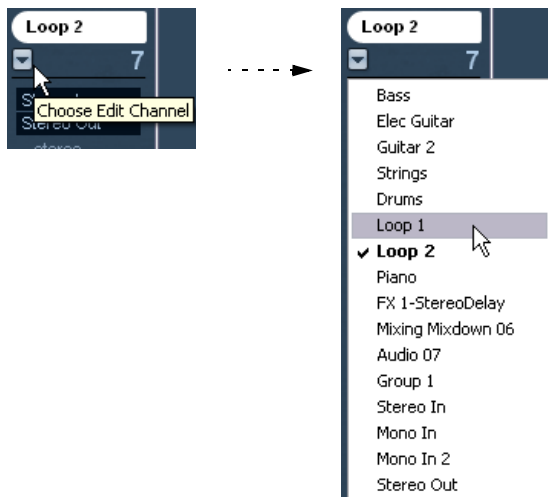 Loop 2
7
Choose Edit Channel
Stereo Out
stereo
Loop 2
7
Bass
Elec Guitar
Guitar 2
Strings
Drums
Loop 1
Loop 2
Piano
FX 1-StereoDelay
Mixing Mixdown 06
Audio 07
Group 1
Stereo In
Mono In
Mono In 2
Stereo Out